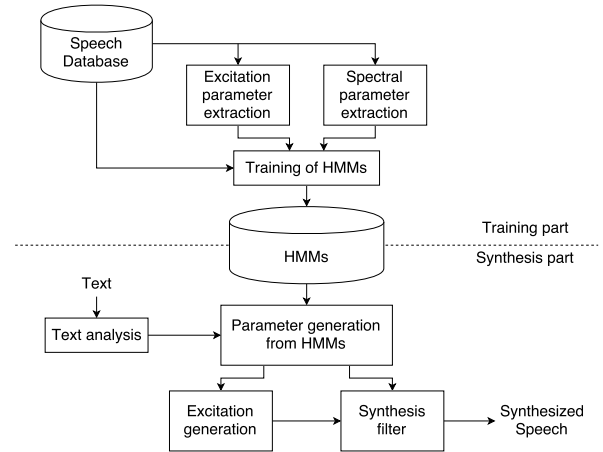 Speech
Database
Excitation
parameter
extraction
Spectral
parameter
extraction
Training of HMMs
Training part
HMMs
Synthesis part
Text
Text analysis
Parameter generation
from HMMs
Excitation
generation
Synthesis
filter
Synthesized
Speech